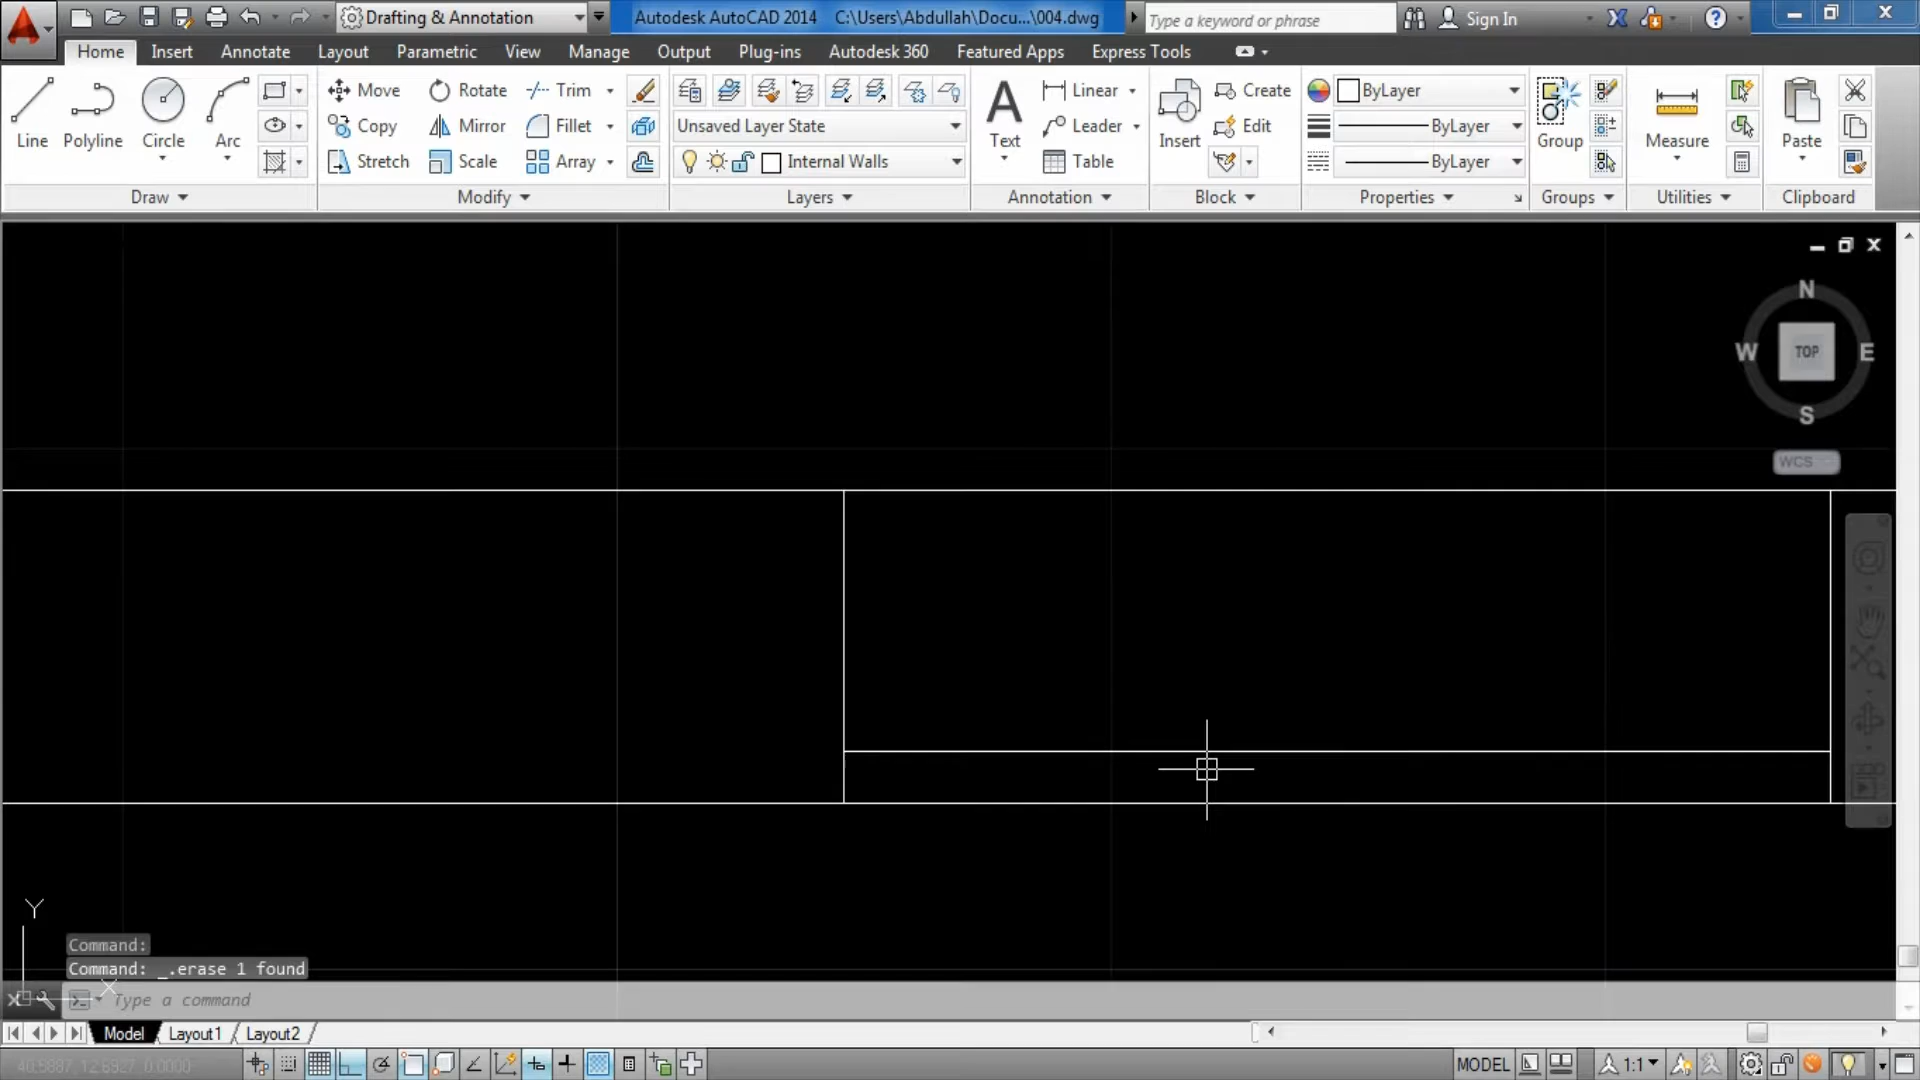 Drafting & Annotation
Autodesk AutoCAD 2014 C:\Users\Abdullah\Docu...\004.dwg
Type a keyword or phrase
Sign In
Home Insert Annotate Layout Parametric View Manage Output Plug-ins Autodesk 360 Featured Apps Express Tools
Line
Polyline
Circle
Arc
Move
Rotate
Trim
Copy
Mirror
Fillet
Stretch
Scale
Array
Unsaved Layer State
Internal Walls
Text
Linear
Leader
Table
Insert
Create
Edit
ByLayer
ByLayer
ByLayer
Group
Measure
Paste
Draw
Modify
Layers
Annotation
Block
Properties
Groups
Utilities
Clipboard
N
W
TOP
E
S
WCS
Y
X
Command:
Command: _.erase 1 found
Type a command
Model
Layout1
Layout2
MODEL
1:1